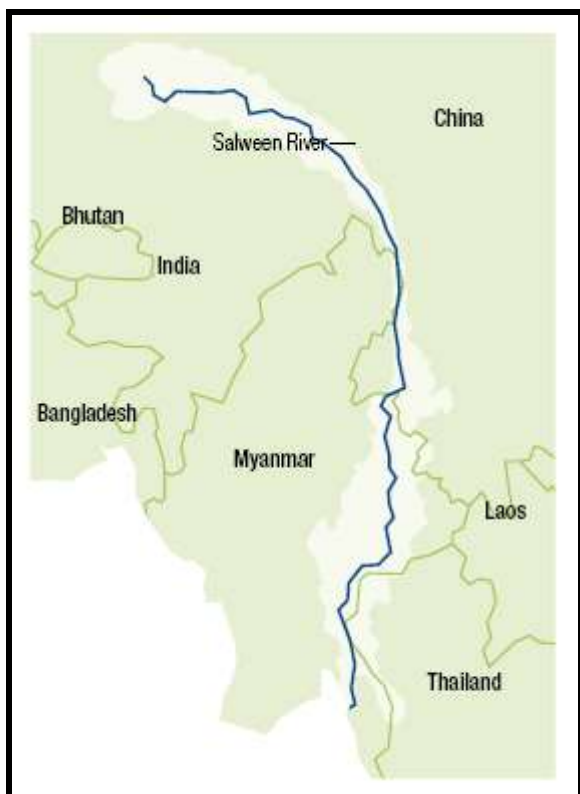 China
Salween River
Bhutan
India
Bangladesh
Myanmar
Laos
Thailand